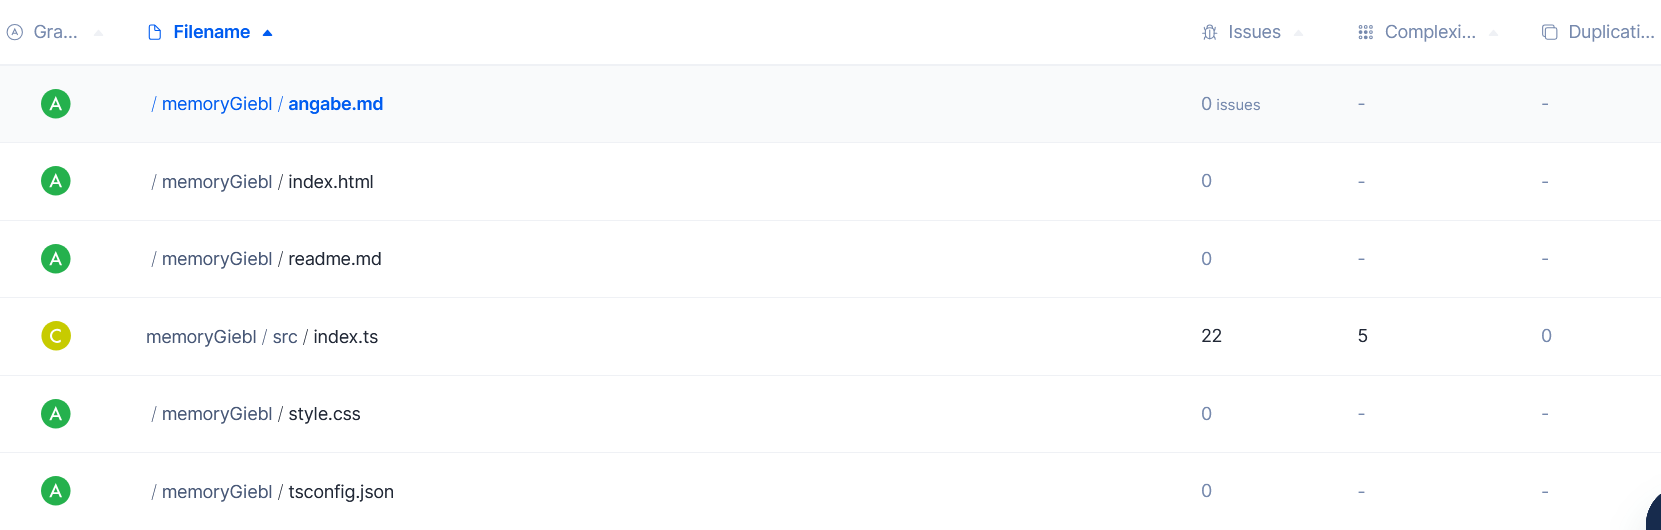 A Gra... Filename Issues Complexi... Duplicati...
A / memoryGiebl / angabe.md 0 issues - -
A / memoryGiebl / index.html 0 - -
A / memoryGiebl / readme.md 0 - -
C memoryGiebl / src / index.ts 22 5 0
A / memoryGiebl / style.css 0 - -
A / memoryGiebl / tsconfig.json 0 - -